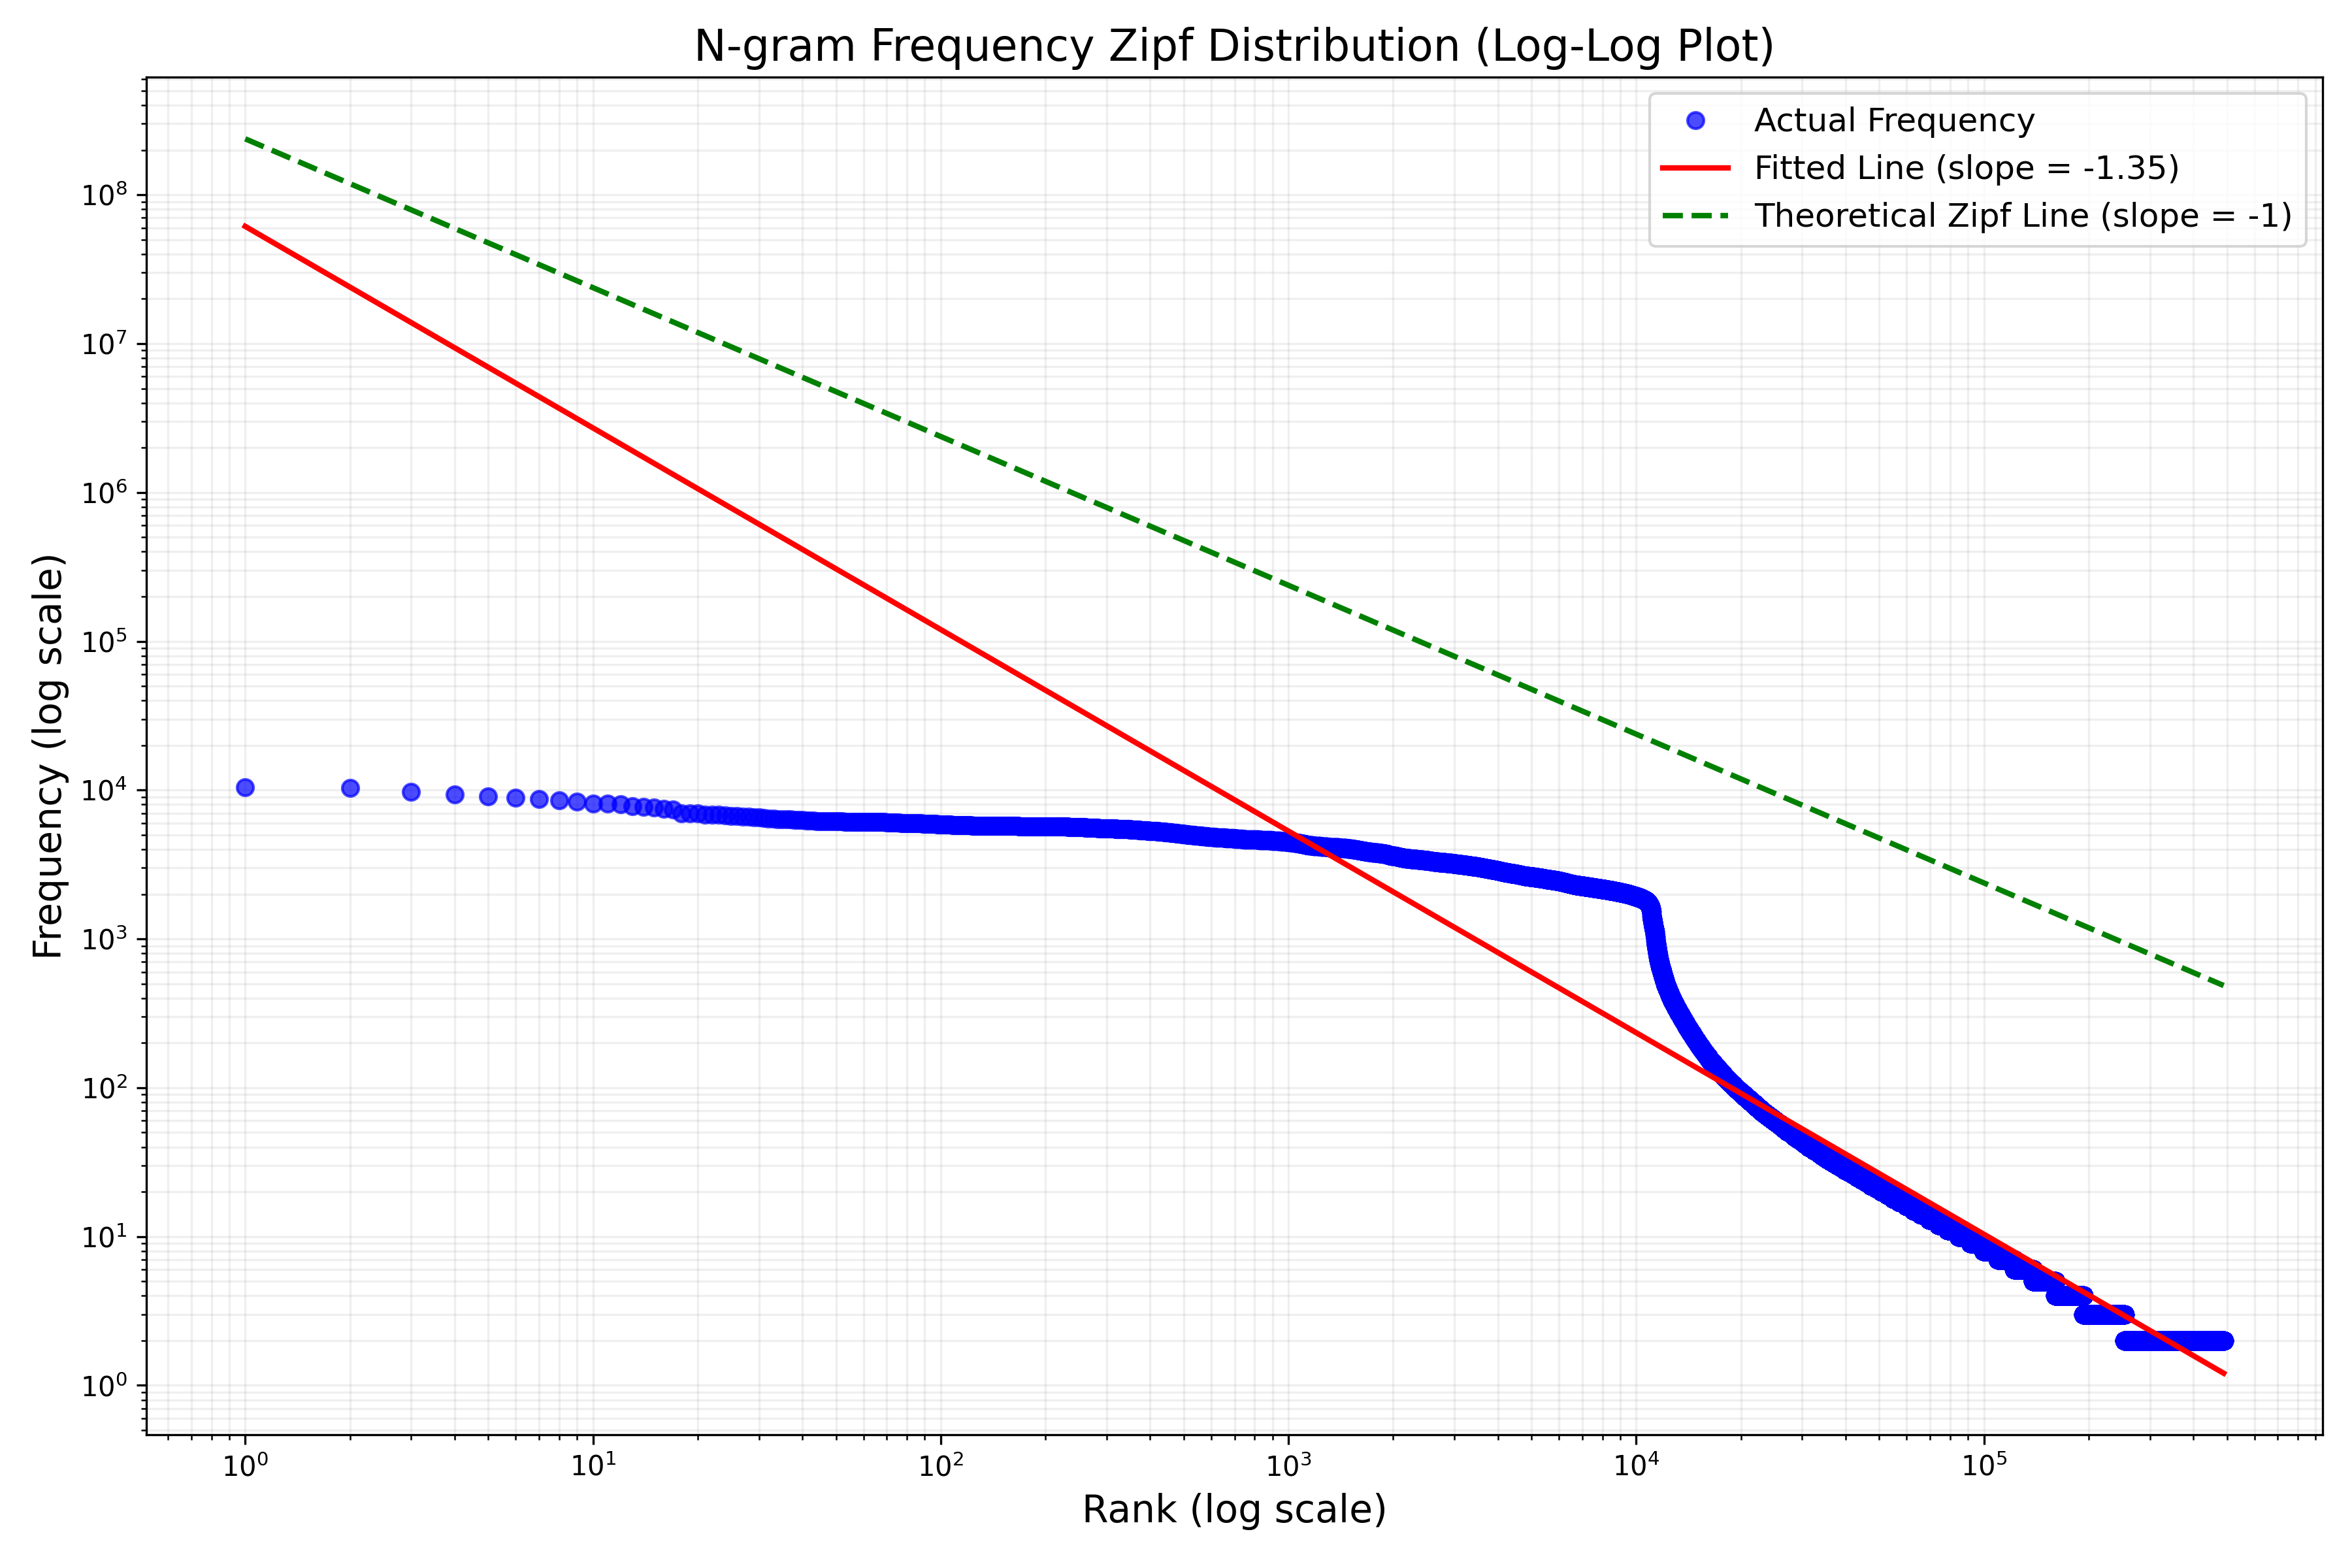 N-gram Frequency Zipf Distribution (Log-Log Plot)
Actual Frequency
Fitted Line (slope = -1.35)
Theoretical Zipf Line (slope = -1)
Frequency (log scale)
10⁸
10⁷
10⁶
10⁵
10⁴
10³
10²
10¹
10⁰
10⁰ 10¹ 10² 10³ 10⁴ 10⁵
Rank (log scale)